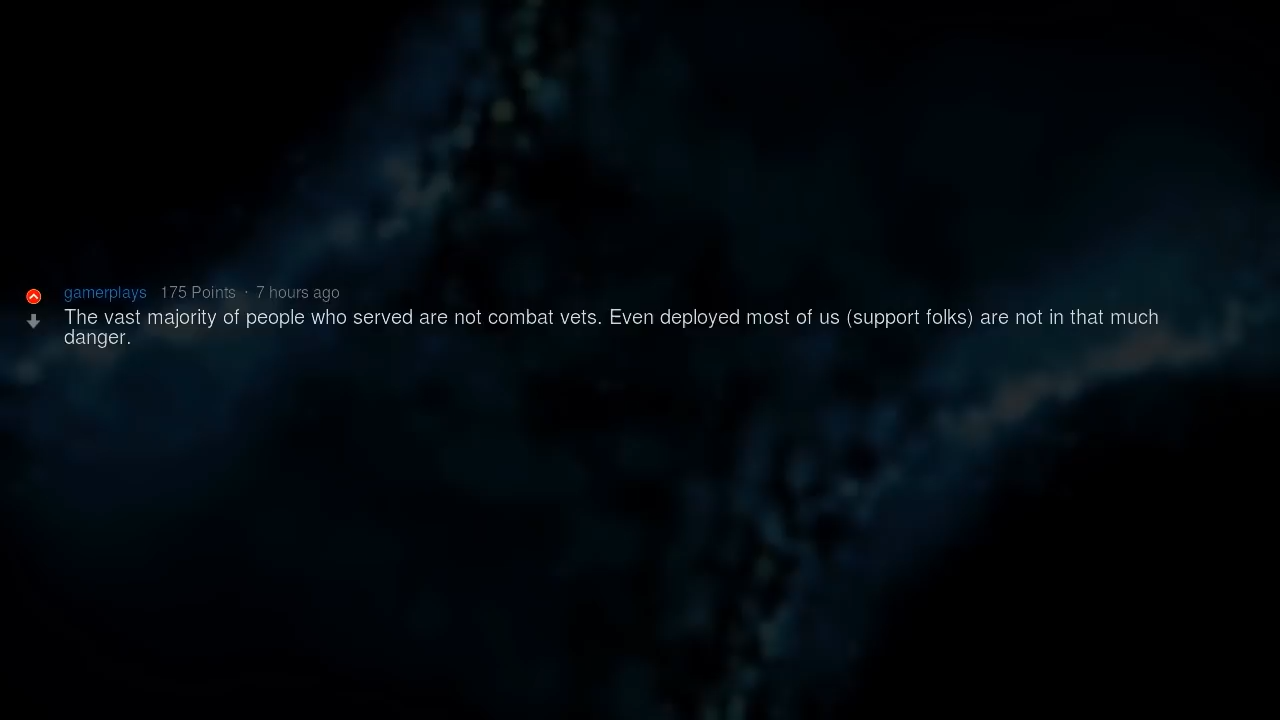 gamerplays 175 Points · 7 hours ago
The vast majority of people who served are not combat vets. Even deployed most of us (support folks) are not in that much
danger.